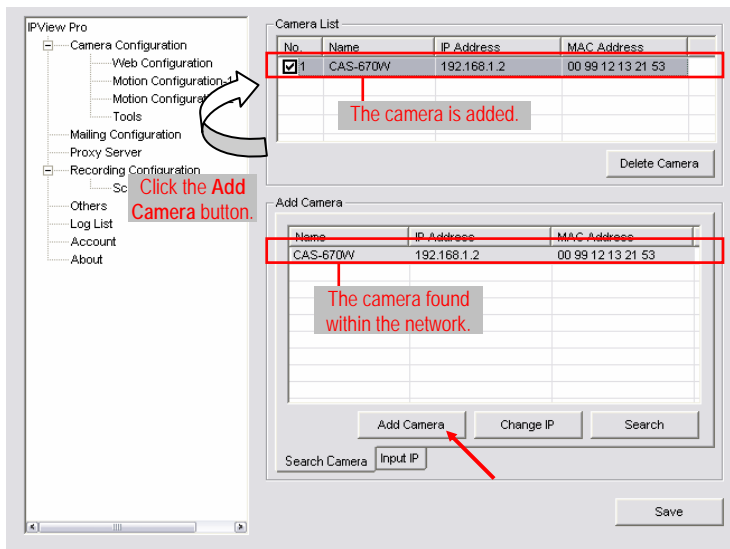 IPView Pro
Camera Configuration
Web Configuration
Motion Configuration-1
Motion
Tools
Mailing Configuration
Proxy Server
Recording Configuration
Others
Log List
Account
About
Click the Add
Camera button.
Camera List
No. Name IP Address MAC Address
1 CAS-670W 192.168.1.2 00 99 12 13 21 53
The camera is added.
Delete Camera
Add Camera
Name IP Address MAC Address
CAS-670W 192.168.1.2 00 99 12 13 21 53
The camera found
within the network.
Add Camera Change IP Search
Search Camera Input IP
Save